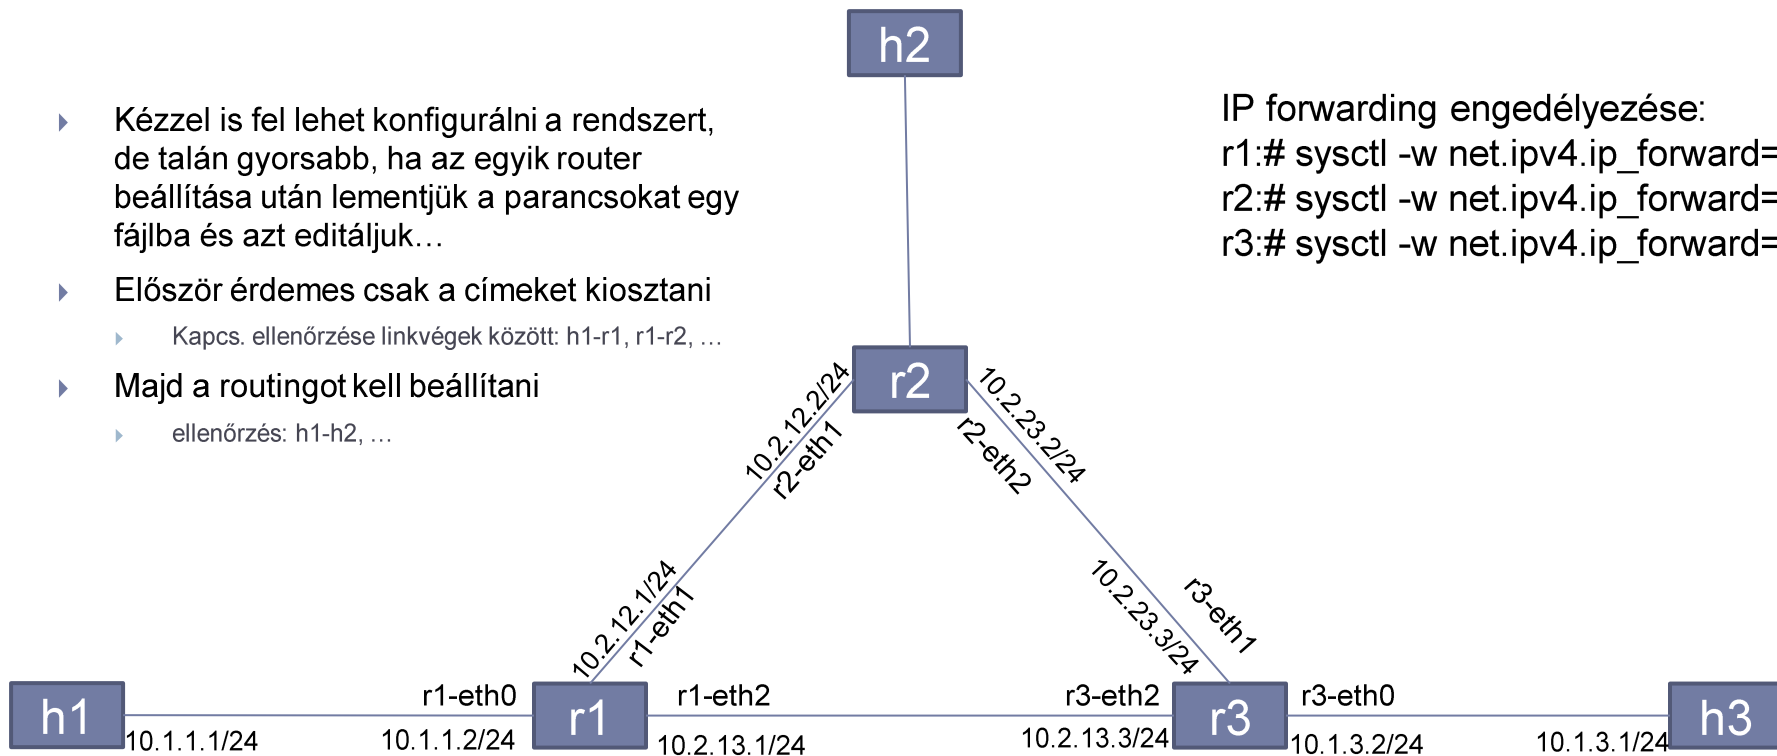 h2
Kézzel is fel lehet konfigurálni a rendszert,
de talán gyorsabb, ha az egyik router
beállítása után lementjük a parancsokat egy
fájlba és azt editáljuk…
Először érdemes csak a címeket kiosztani
Kapcs. ellenőrzése linkvégek között: h1-r1, r1-r2, …
Majd a routingot kell beállítani
ellenőrzés: h1-h2, …
IP forwarding engedélyezése:
r1:# sysctl -w net.ipv4.ip_forward=
r2:# sysctl -w net.ipv4.ip_forward=
r3:# sysctl -w net.ipv4.ip_forward=
r2
10.2.12.2/24
r2-eth1
10.2.23.2/24
r2-eth2
10.2.12.1/24
r1-eth1
10.2.23.3/24
r3-eth1
h1
10.1.1.1/24
r1-eth0
10.1.1.2/24
r1
r1-eth2
10.2.13.1/24
r3-eth2
10.2.13.3/24
r3
r3-eth0
10.1.3.2/24
10.1.3.1/24
h3